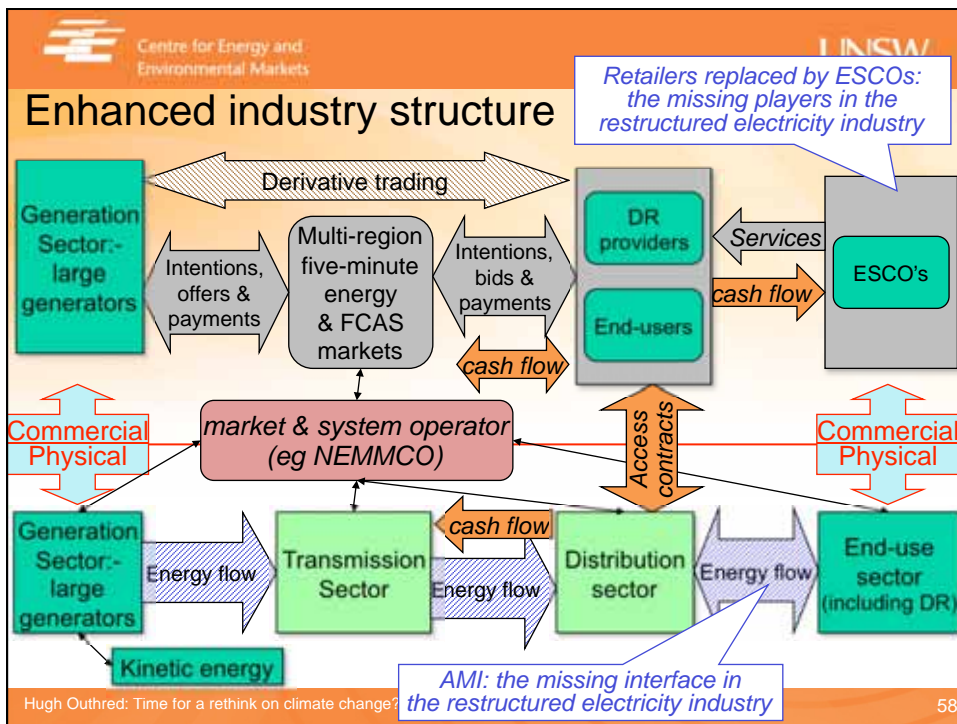 Centre for Energy and
Environmental Markets
UNSW
Retailers replaced by ESCOs:
the missing players in the
restructured electricity industry
Enhanced industry structure
Derivative trading
Generation
Sector:-
large
generators
Intentions,
offers &
payments
Multi-region
five-minute
energy
& FCAS
markets
Intentions,
bids &
payments
cash flow
DR
providers
End-users
Services
cash flow
ESCO's
Commercial
Physical
market & system operator
(eg NEMMCO)
Access
contracts
Commercial
Physical
Generation
Sector:-
large
generators
Energy flow
Transmission
Sector
cash flow
Energy flow
Distribution
sector
Energy flow
End-use
sector
(including DR)
Kinetic energy
AMI: the missing interface in
the restructured electricity industry
Hugh Outhred: Time for a rethink on climate change?
58